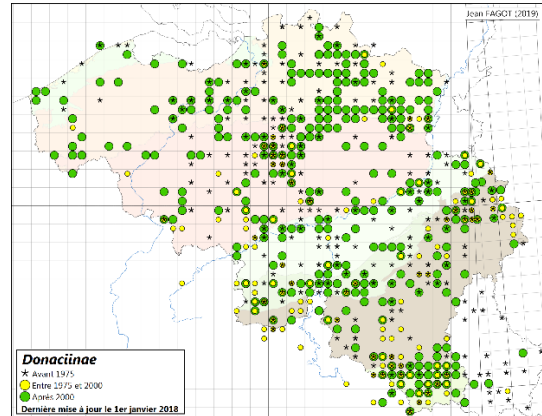 Jean FAGOT (2019)
Donaciinae
Avant 1975
Entre 1975 et 2000
Après 2000
Dernière mise à jour le 1er janvier 2018